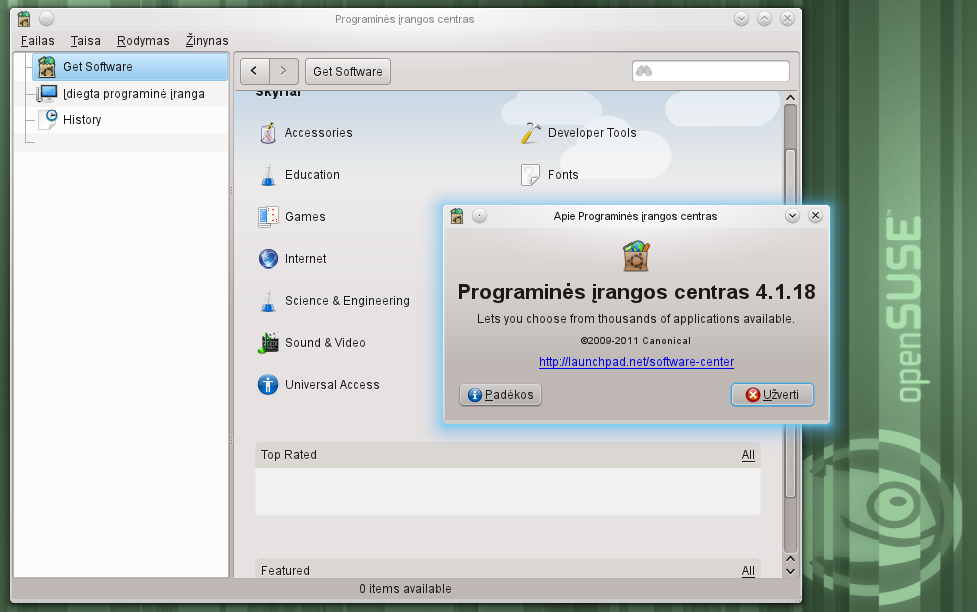 Programinės įrangos centras
Failas Taisa Rodymas Žinynas
Get Software
Įdiegta programinė įranga
History
< > Get Software
Skyriai
Accessories
Developer Tools
Education
Fonts
Games
Internet
Science & Engineering
Sound & Video
Universal Access
Top Rated All
Featured All
0 items available
Apie Programinės įrangos centras
Programinės įrangos centras 4.1.18
Lets you choose from thousands of applications available.
©2009-2011 Canonical
http://launchpad.net/software-center
Padėkos
Užverti
openSUSE